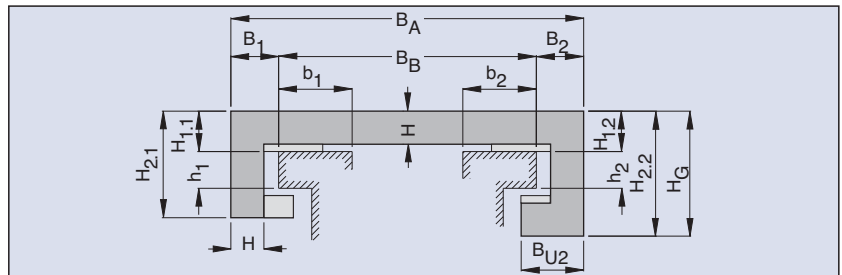 B_A
B_1
B_2
B_B
b_1
b_2
H_2.1
H_1.1
h_1
H
H_1.2
h_2
H_2.2
H_G
H
B_U2